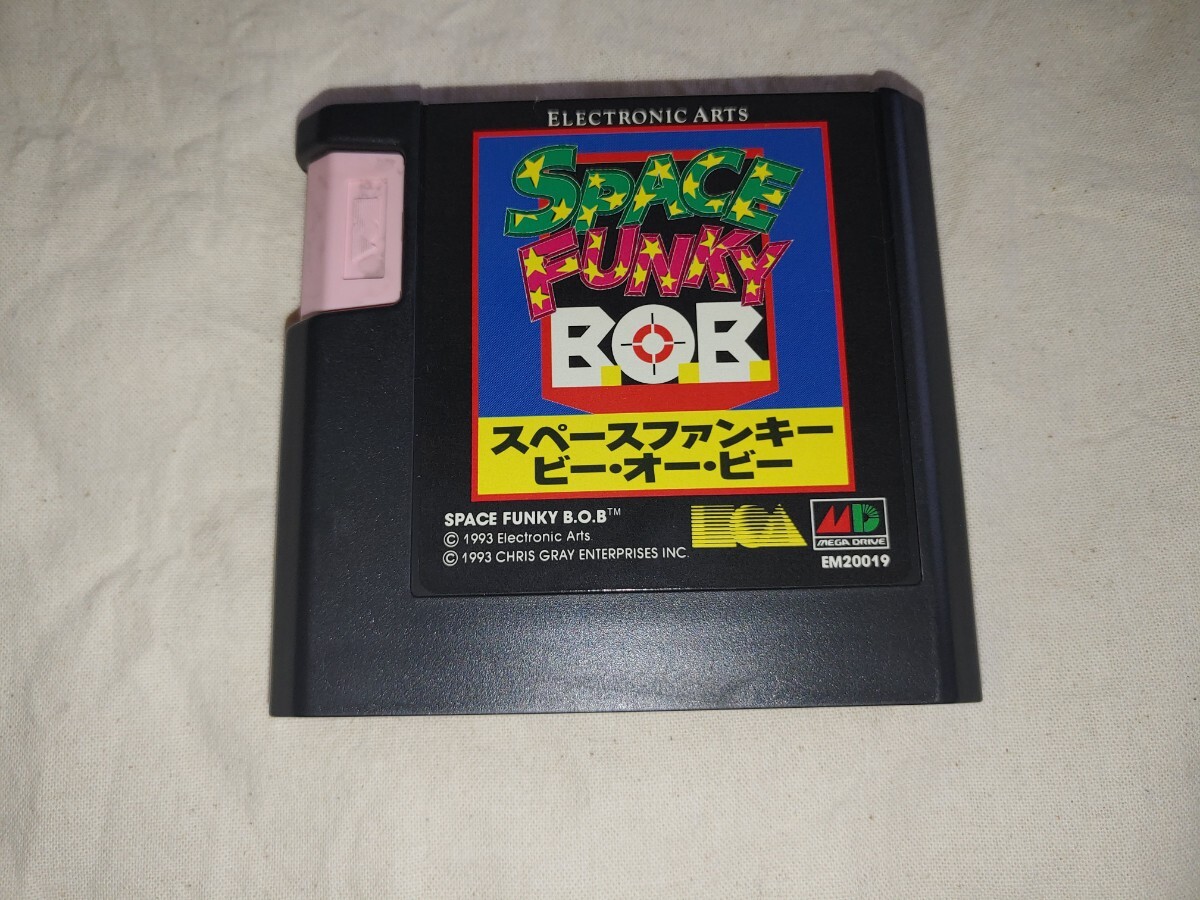 ELECTRONIC ARTS
SPACE
FUNKY
B.O.B.
スペースファンキー
ビー・オー・ビー
SPACE FUNKY B.O.B™
© 1993 Electronic Arts
© 1993 CHRIS GRAY ENTERPRISES INC.
MD
MEGA DRIVE
EM20019